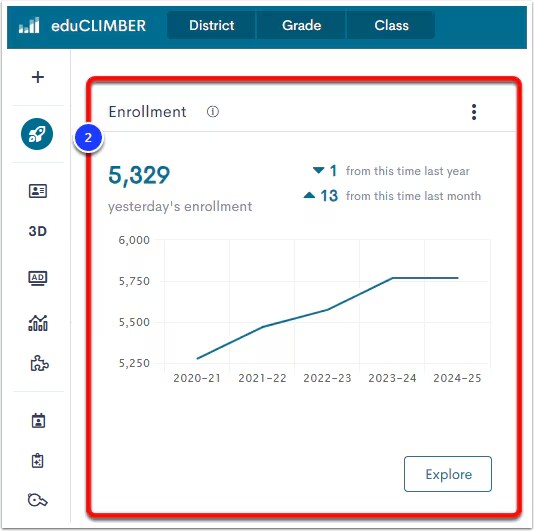 eduCLIMBER District Grade Class
Enrollment
2
5,329
1 from this time last year
yesterday's enrollment
13 from this time last month
3D
AD
6,000
5,750
5,500
5,250
2020-21 2021-22 2022-23 2023-24 2024-25
Explore